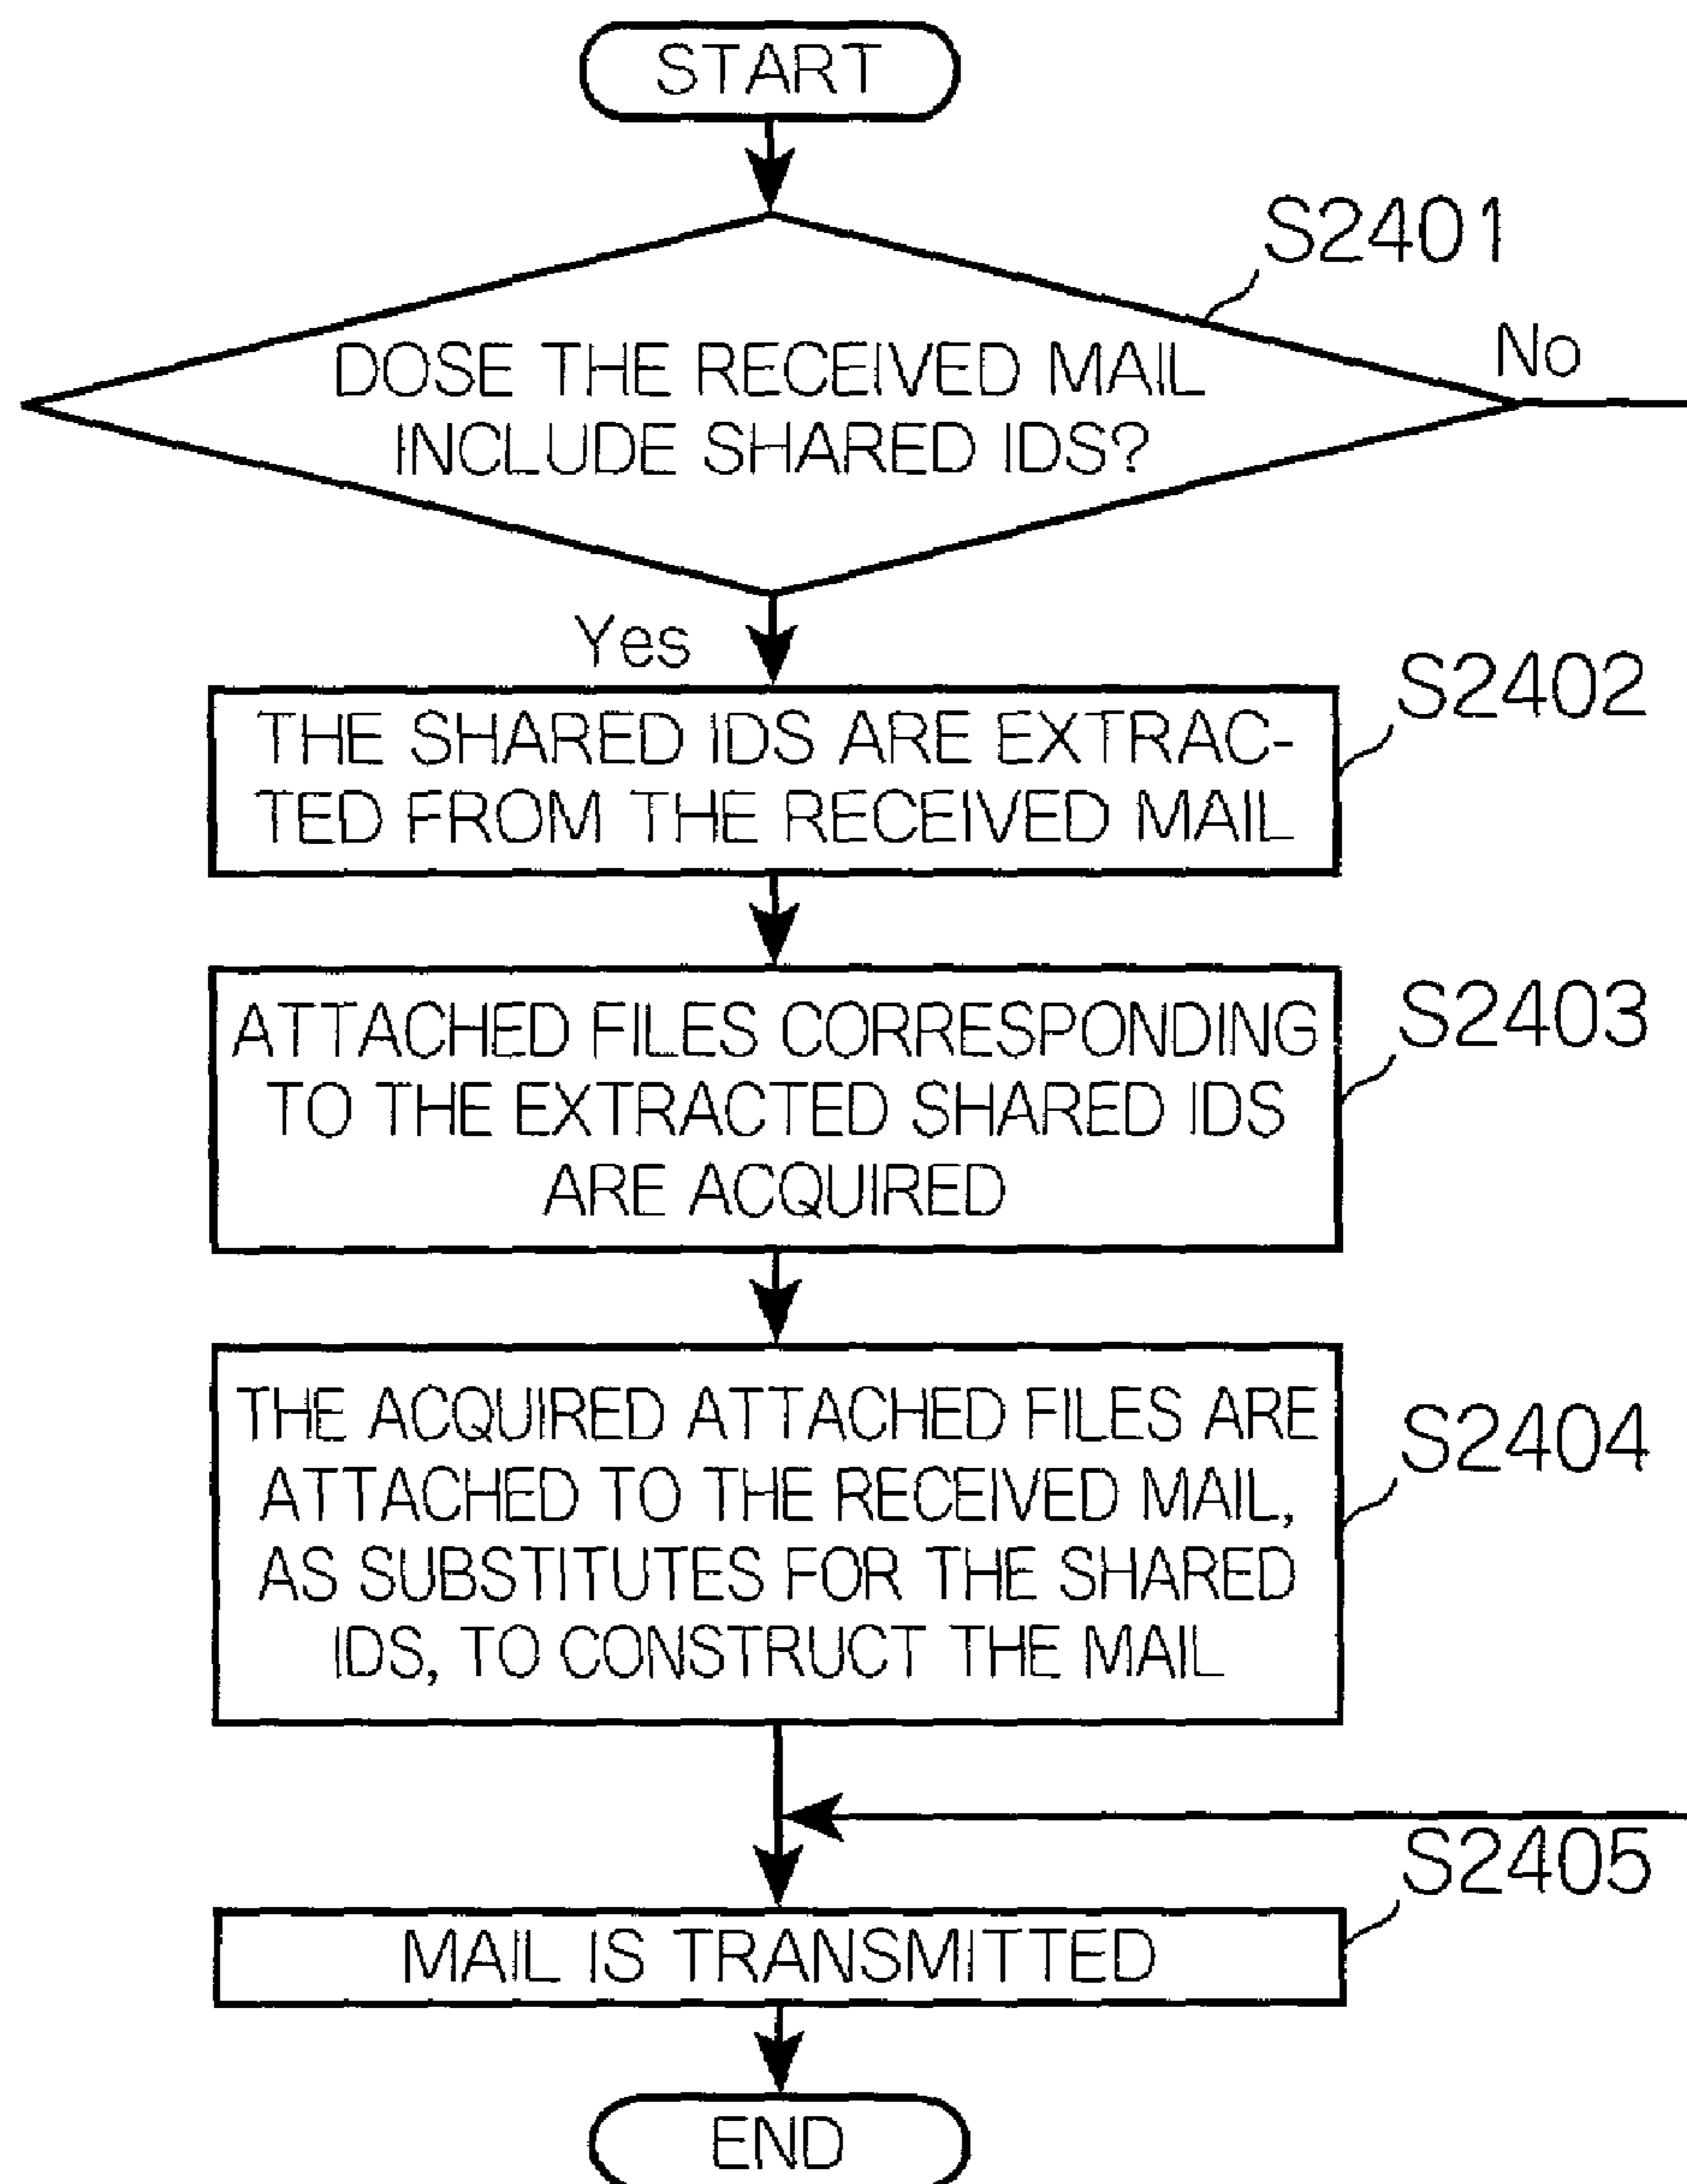 START
S2401
DOSE THE RECEIVED MAIL
INCLUDE SHARED IDS?
No
Yes
S2402
THE SHARED IDS ARE EXTRAC-
TED FROM THE RECEIVED MAIL
S2403
ATTACHED FILES CORRESPONDING
TO THE EXTRACTED SHARED IDS
ARE ACQUIRED
S2404
THE ACQUIRED ATTACHED FILES ARE
ATTACHED TO THE RECEIVED MAIL,
AS SUBSTITUTES FOR THE SHARED
IDS, TO CONSTRUCT THE MAIL
S2405
MAIL IS TRANSMITTED
END